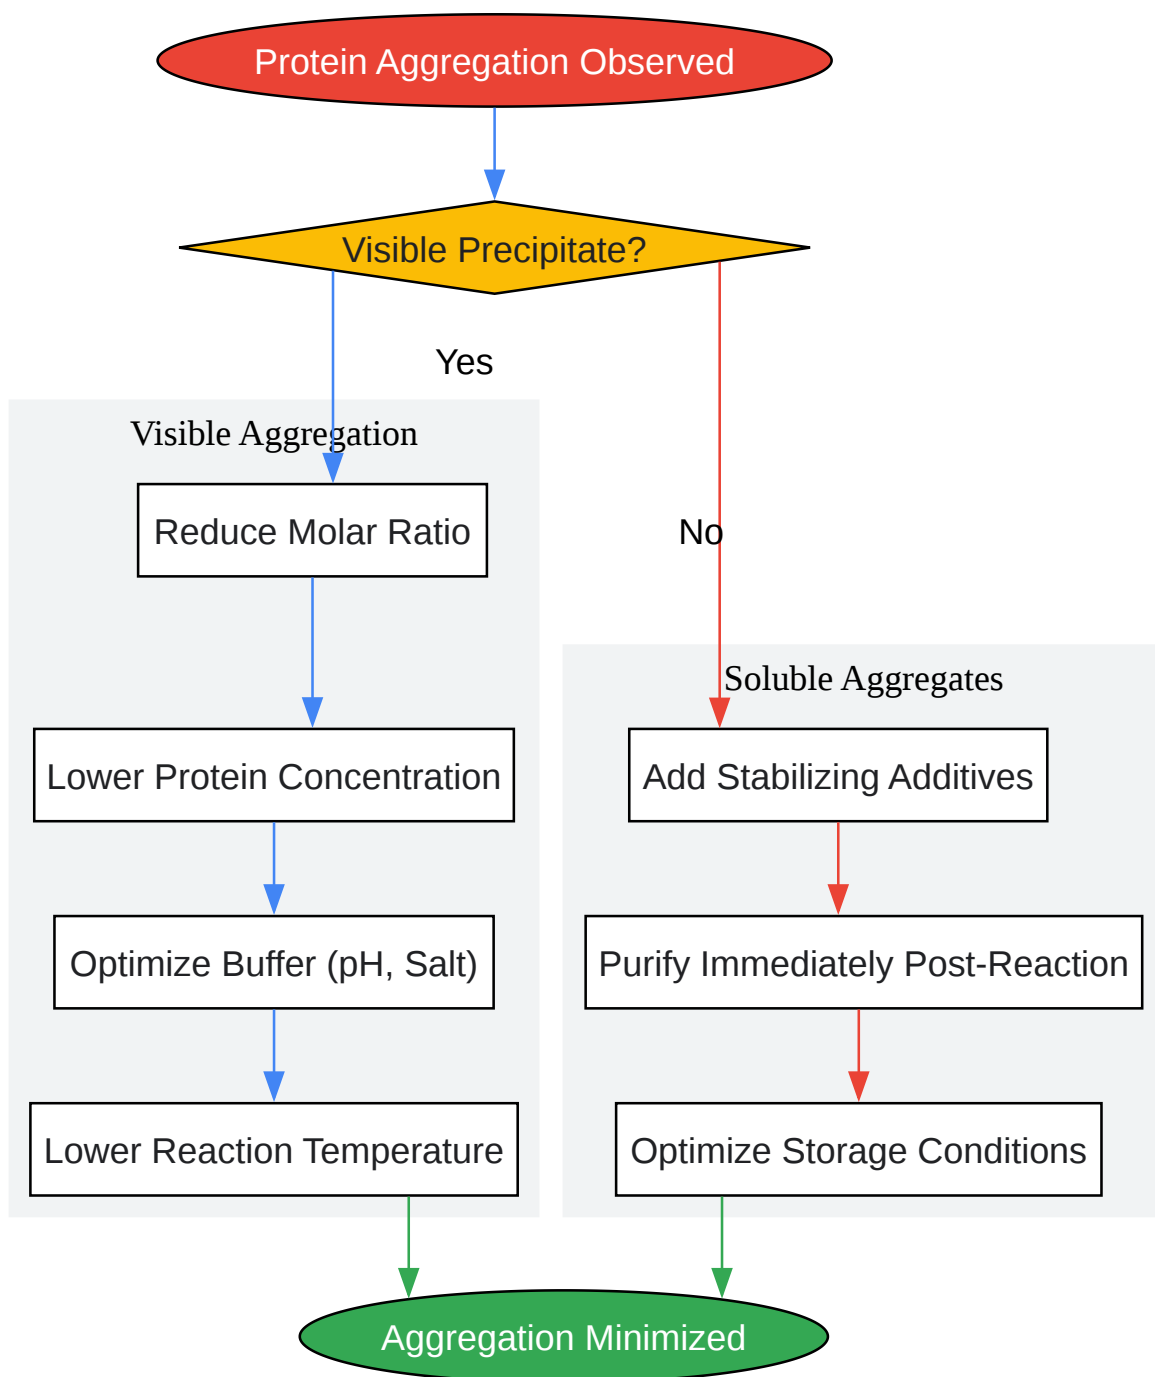 Protein Aggregation Observed
Visible Precipitate?
Yes
Visible Aggregation
Reduce Molar Ratio
No
Soluble Aggregates
Lower Protein Concentration
Add Stabilizing Additives
Optimize Buffer (pH, Salt)
Purify Immediately Post-Reaction
Lower Reaction Temperature
Optimize Storage Conditions
Aggregation Minimized